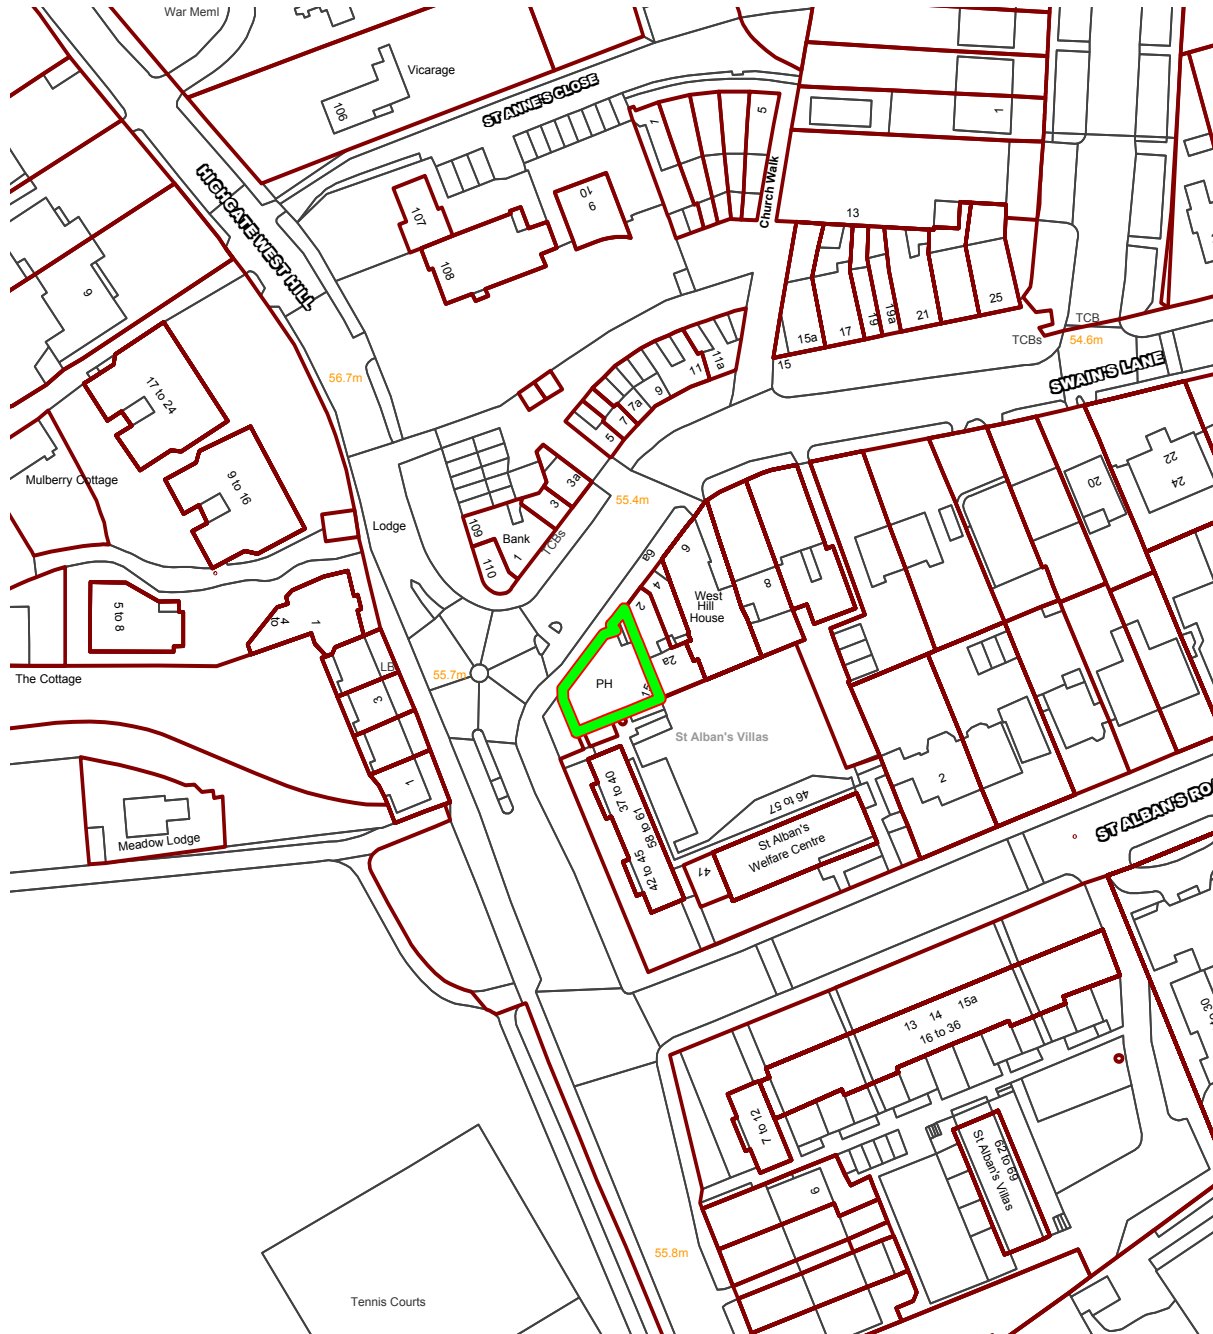 War Meml
Vicarage
106
ST ANNE'S CLOSE
HIGHGATE WEST HILL
107
108
10
9
7
5
Church Walk
1
13
15
15a
17
19
19a
21
25
TCB
TCBs
54.6m
SWAIN'S LANE
9
56.7m
17 to 24
9 to 16
Mulberry Cottage
Lodge
5
7
7a
9
11
11a
55.4m
109
110
Bank
1
3
3a
TCBs
6a
6
4
2
2a
West
Hill
House
8
20
22
24
5 to 8
1
to 4
The Cottage
LB
3
1
55.7m
PH
St Alban's Villas
37 to 40
58 to 61
42 to 45
46 to 57
St Alban's
Welfare Centre
41
2
ST ALBAN'S
Meadow Lodge
13
14
15a
16 to 36
7 to 12
62 to 69
St Alban's Villas
6
55.8m
Tennis Courts